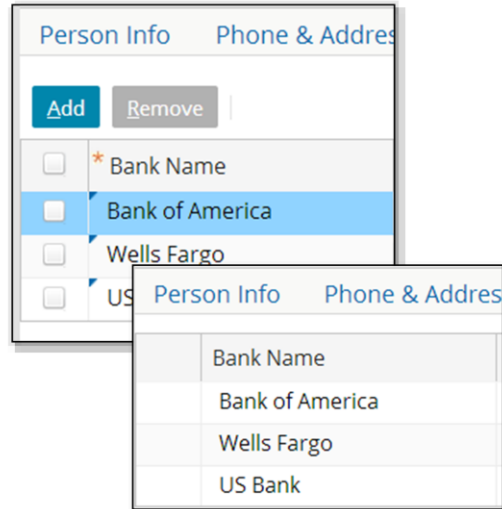 Person Info Phone & Addres
Add Remove
* Bank Name
Bank of America
Wells Fargo
US
Person Info Phone & Addres
Bank Name
Bank of America
Wells Fargo
US Bank